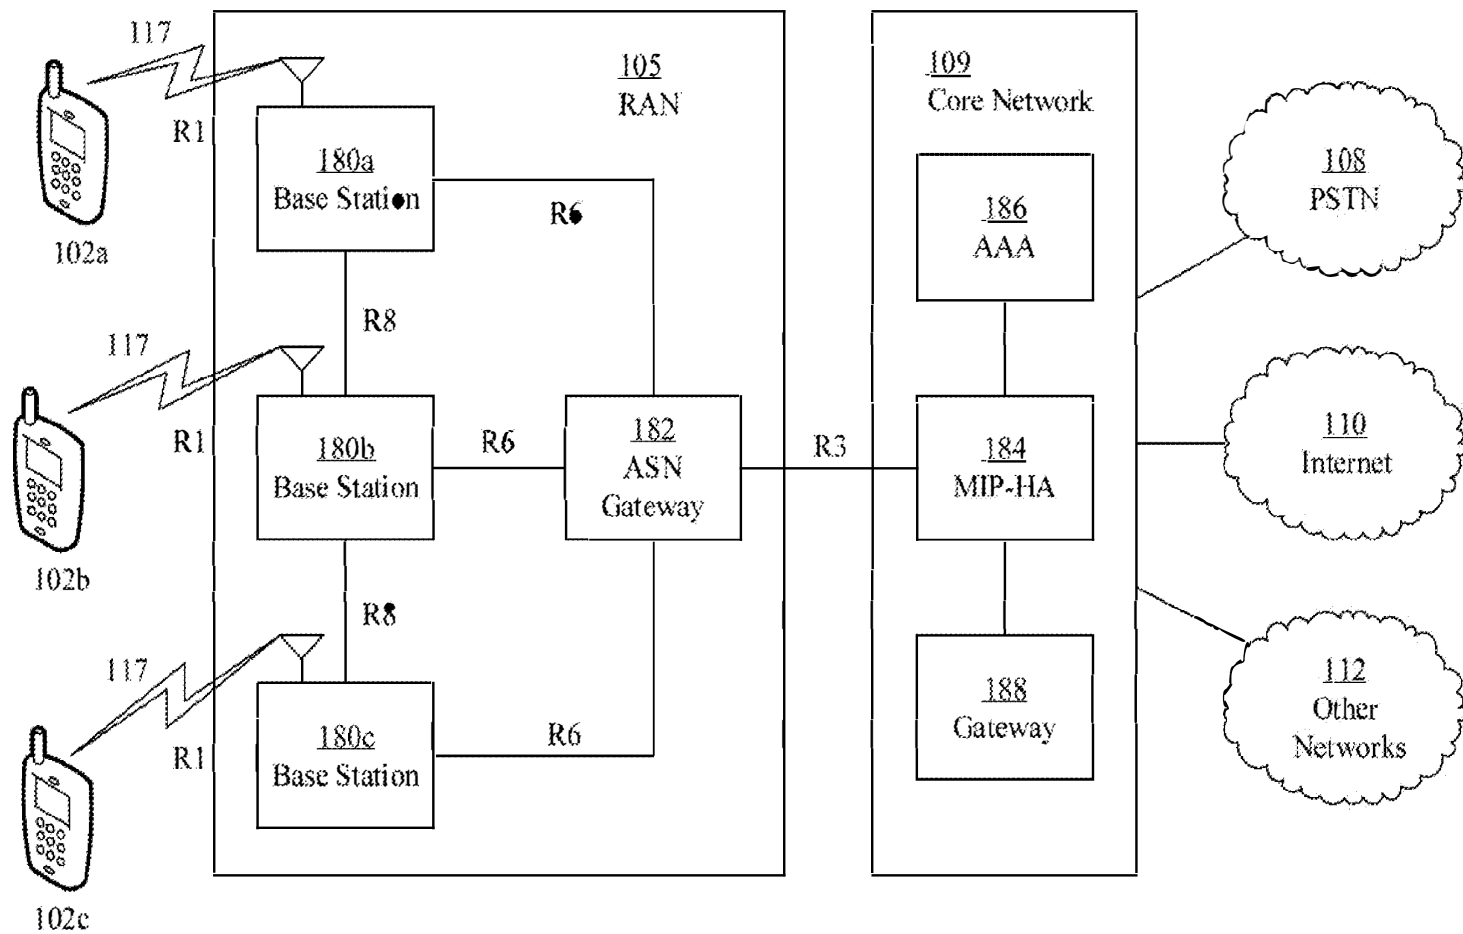 117
105
RAN
109
Core Network
R1
180a
Base Station
R6
108
PSTN
186
AAA
102a
R8
117
R1
180b
Base Station
R6
182
ASN
Gateway
R3
184
MIP-HA
110
Internet
102b
R8
117
R1
180c
Base Station
R6
188
Gateway
112
Other
Networks
102c